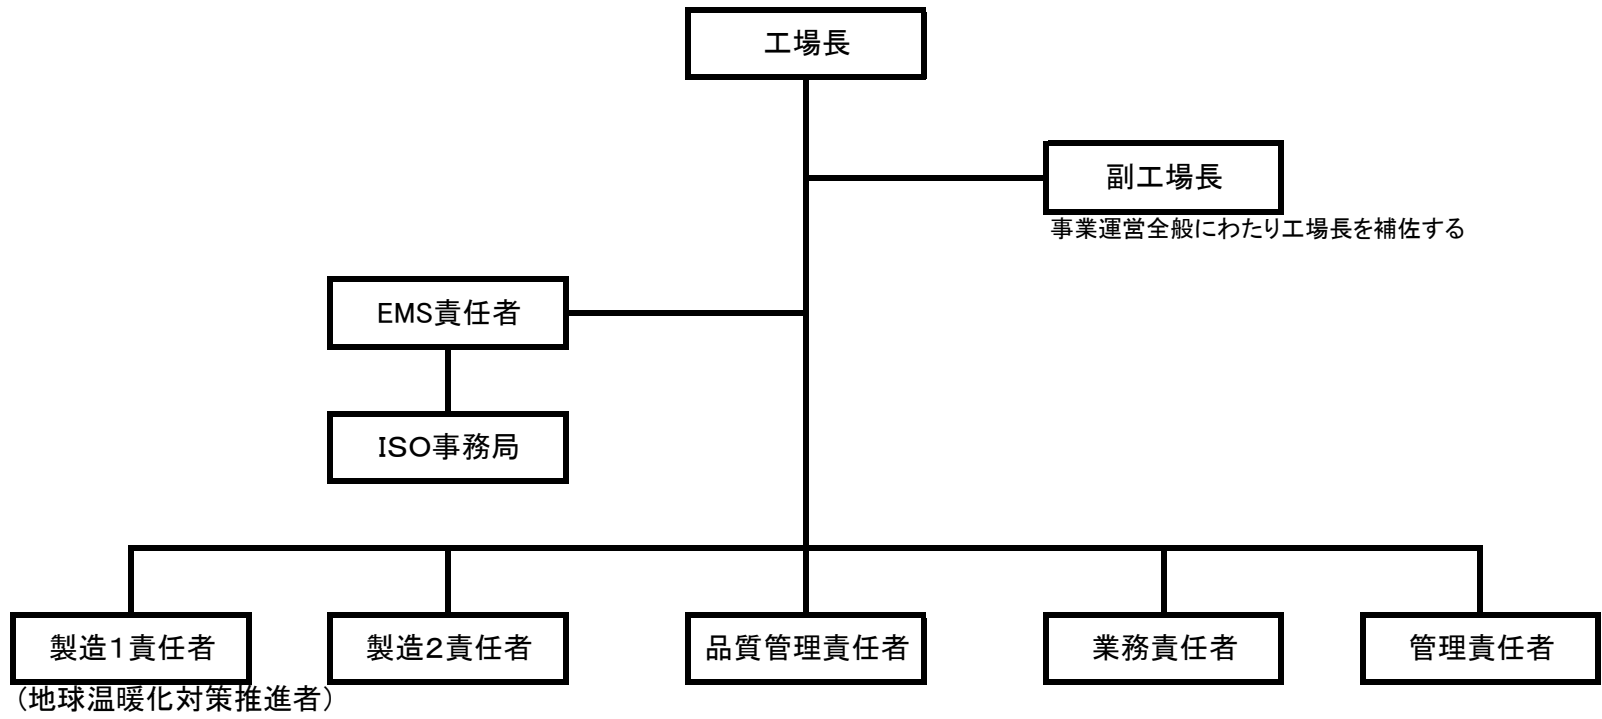 工場長
副工場長
事業運営全般にわたり工場長を補佐する
EMS責任者
ISO事務局
製造１責任者
製造２責任者
品質管理責任者
業務責任者
管理責任者
（地球温暖化対策推進者）